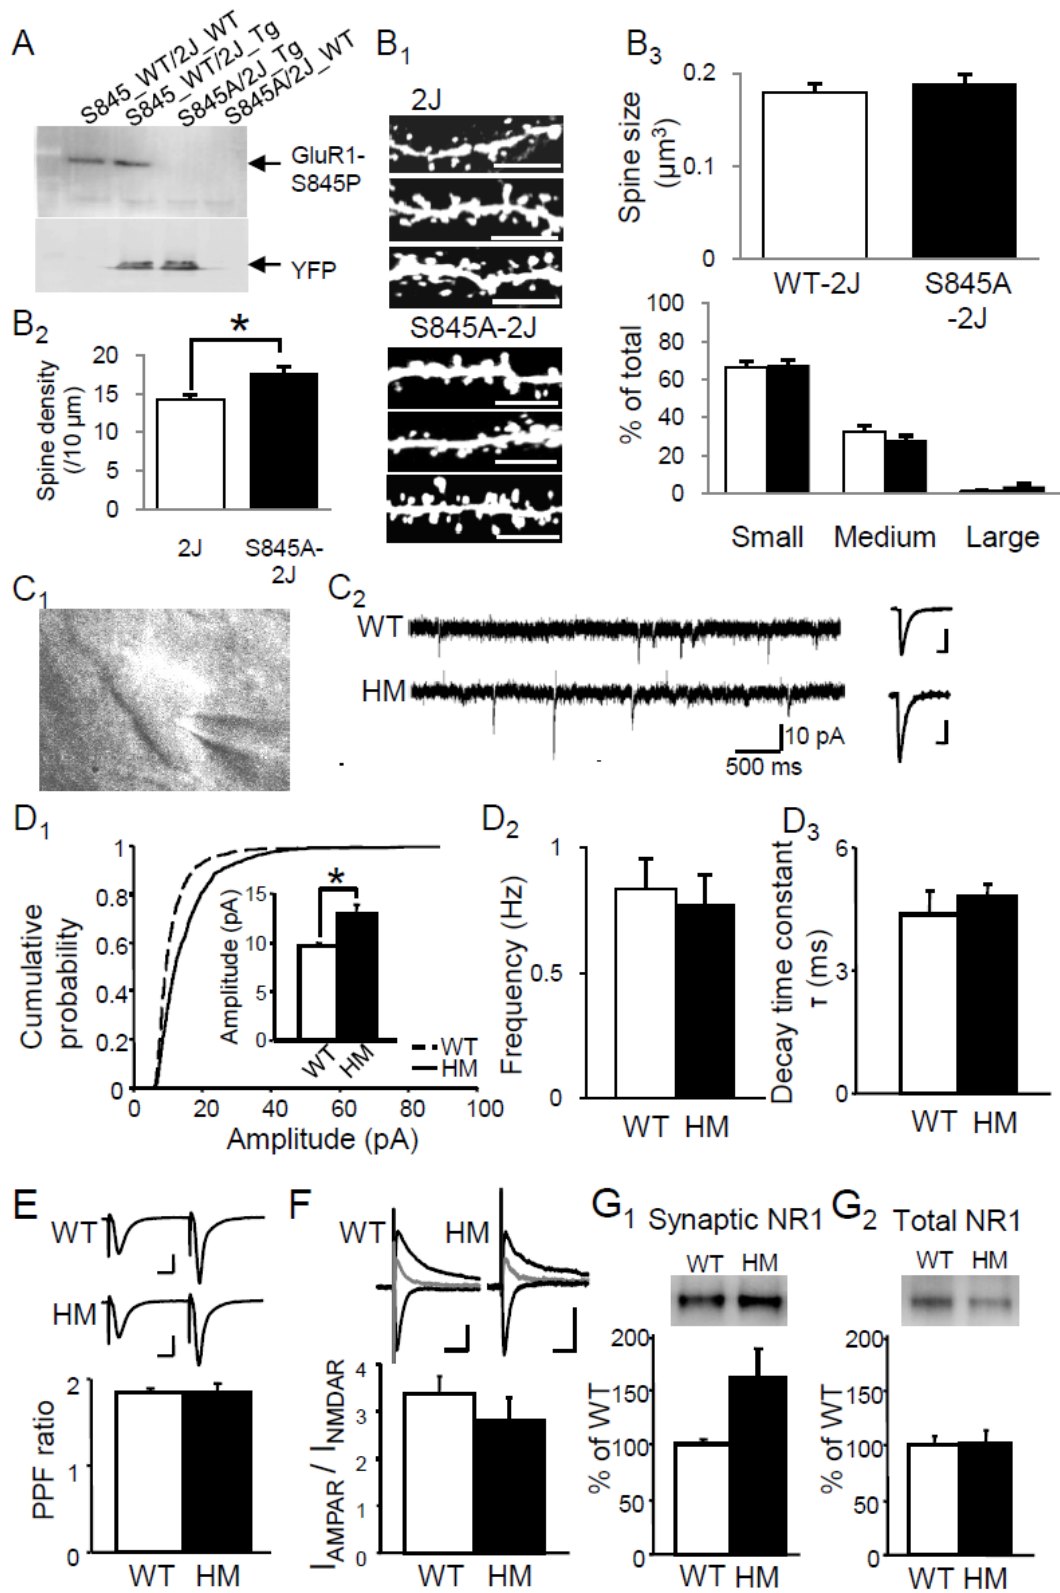 A
S845_WT/2J_WT
S845_WT/2J_Tg
S845A/2J_Tg
S845A/2J_WT
GluR1-
S845P
YFP
B1
2J
S845A-2J
B2
*
Spine density
(/10 µm)
20
15
10
5
0
2J
S845A-
2J
B3
Spine size
(µm³)
0.2
0.1
0
WT-2J
S845A
-2J
% of total
100
80
60
40
20
0
Small
Medium
Large
C1
C2
WT
HM
10 pA
500 ms
D1
Cumulative
probability
1
0.8
0.6
0.4
0.2
0
0
20
40
60
80
100
Amplitude (pA)
Amplitude (pA)
15
10
5
0
*
WT
HM
WT
HM
D2
Frequency (Hz)
1
0.5
0
WT
HM
D3
Decay time constant
τ (ms)
6
3
0
WT
HM
E
WT
HM
PPF ratio
2
1
0
WT
HM
F
WT
HM
IAMPAR / INMDAR
4
3
2
1
0
WT
HM
G1
Synaptic NR1
WT
HM
% of WT
200
150
100
50
0
WT
HM
G2
Total NR1
WT
HM
% of WT
200
150
100
50
0
WT
HM